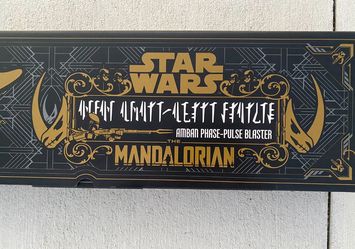 STAR
WARS
AMBAN PHASE-PULSE BLASTER
THE
MANDALORIAN